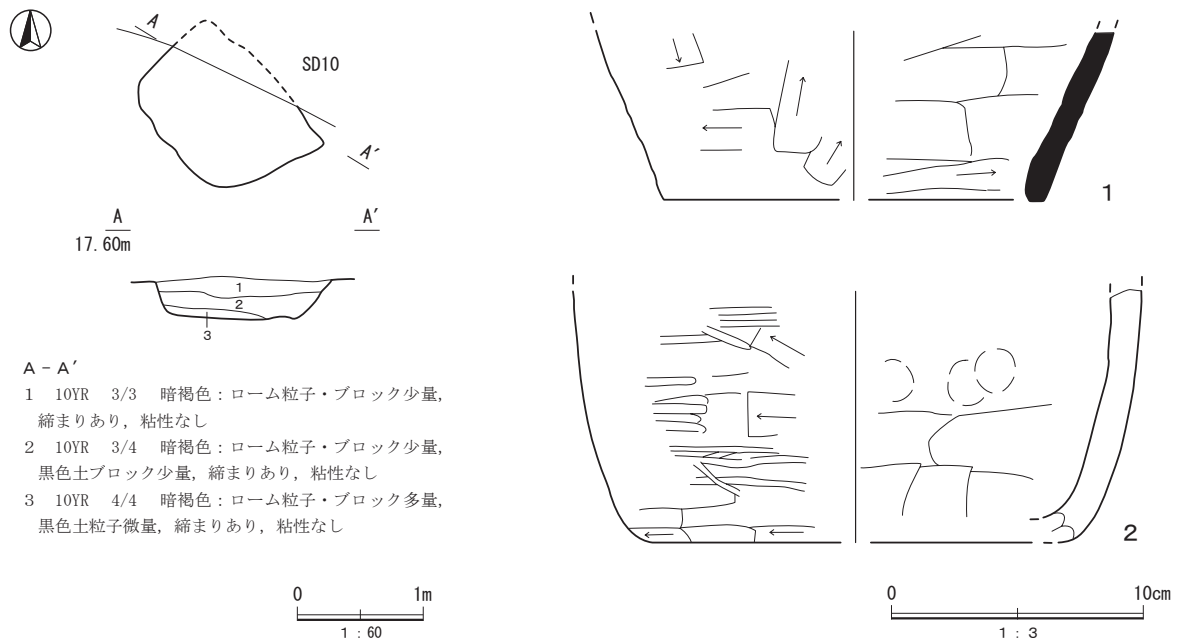 A
SD10
A'
A
A'
17.60m
1
2
3
A-A'
1 10YR 3/3 暗褐色：ローム粒子・ブロック少量，
締まりあり，粘性なし
2 10YR 3/4 暗褐色：ローム粒子・ブロック少量，
黒色土ブロック少量，締まりあり，粘性なし
3 10YR 4/4 暗褐色：ローム粒子・ブロック多量，
黒色土粒子微量，締まりあり，粘性なし
0 1m
1：60
1
2
0 10cm
1：3